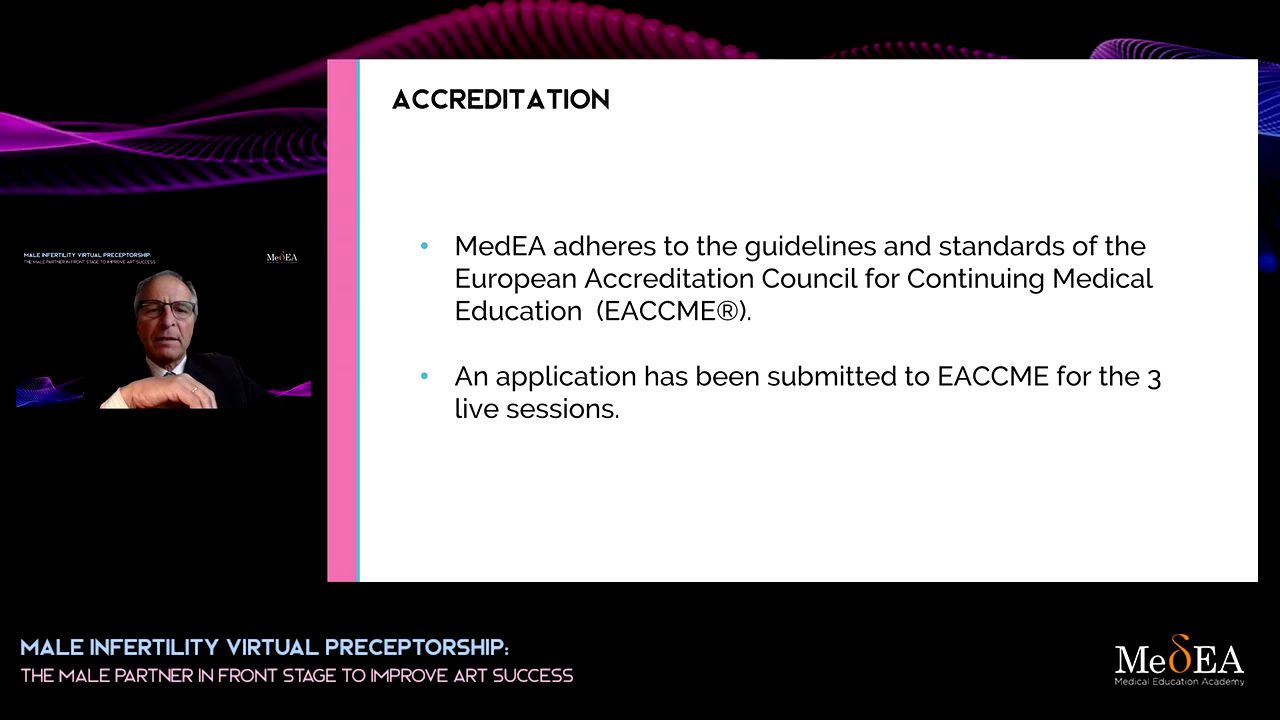 ACCREDITATION
• MedEA adheres to the guidelines and standards of the
European Accreditation Council for Continuing Medical
Education (EACCME®).
• An application has been submitted to EACCME for the 3
live sessions.
MALE INFERTILITY VIRTUAL PRECEPTORSHIP:
THE MALE PARTNER IN FRONT STAGE TO IMPROVE ART SUCCESS
MeδEA
MALE INFERTILITY VIRTUAL PRECEPTORSHIP:
THE MALE PARTNER IN FRONT STAGE TO IMPROVE ART SUCCESS
MeδEA
Medical Education Academy